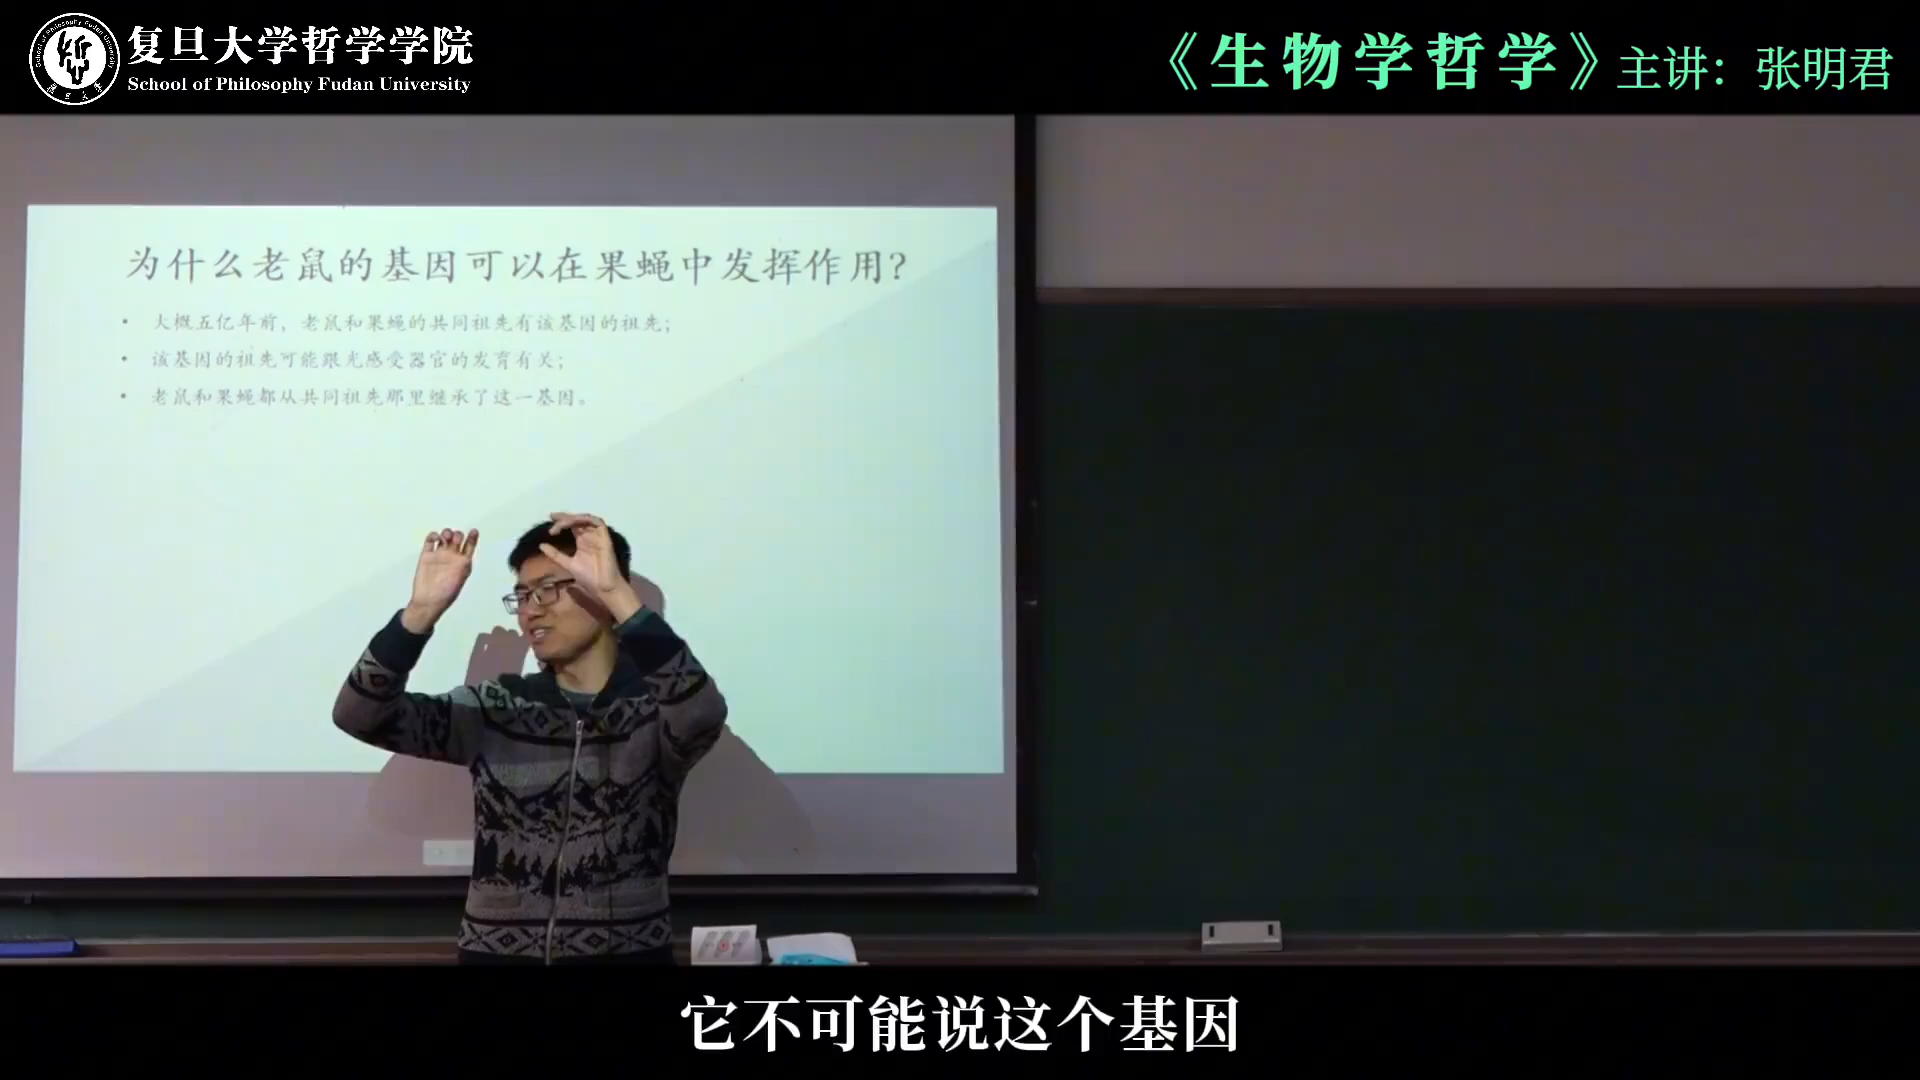 复旦大学哲学学院
School of Philosophy Fudan University
《生物学哲学》主讲：张明君
为什么老鼠的基因可以在果蝇中发挥作用？
• 大概五亿年前，老鼠和果蝇的共同祖先有该基因的祖先；
• 该基因的祖先可能跟光感受器官的发育有关；
• 老鼠和果蝇都从共同祖先那里继承了这一基因。
它不可能说这个基因